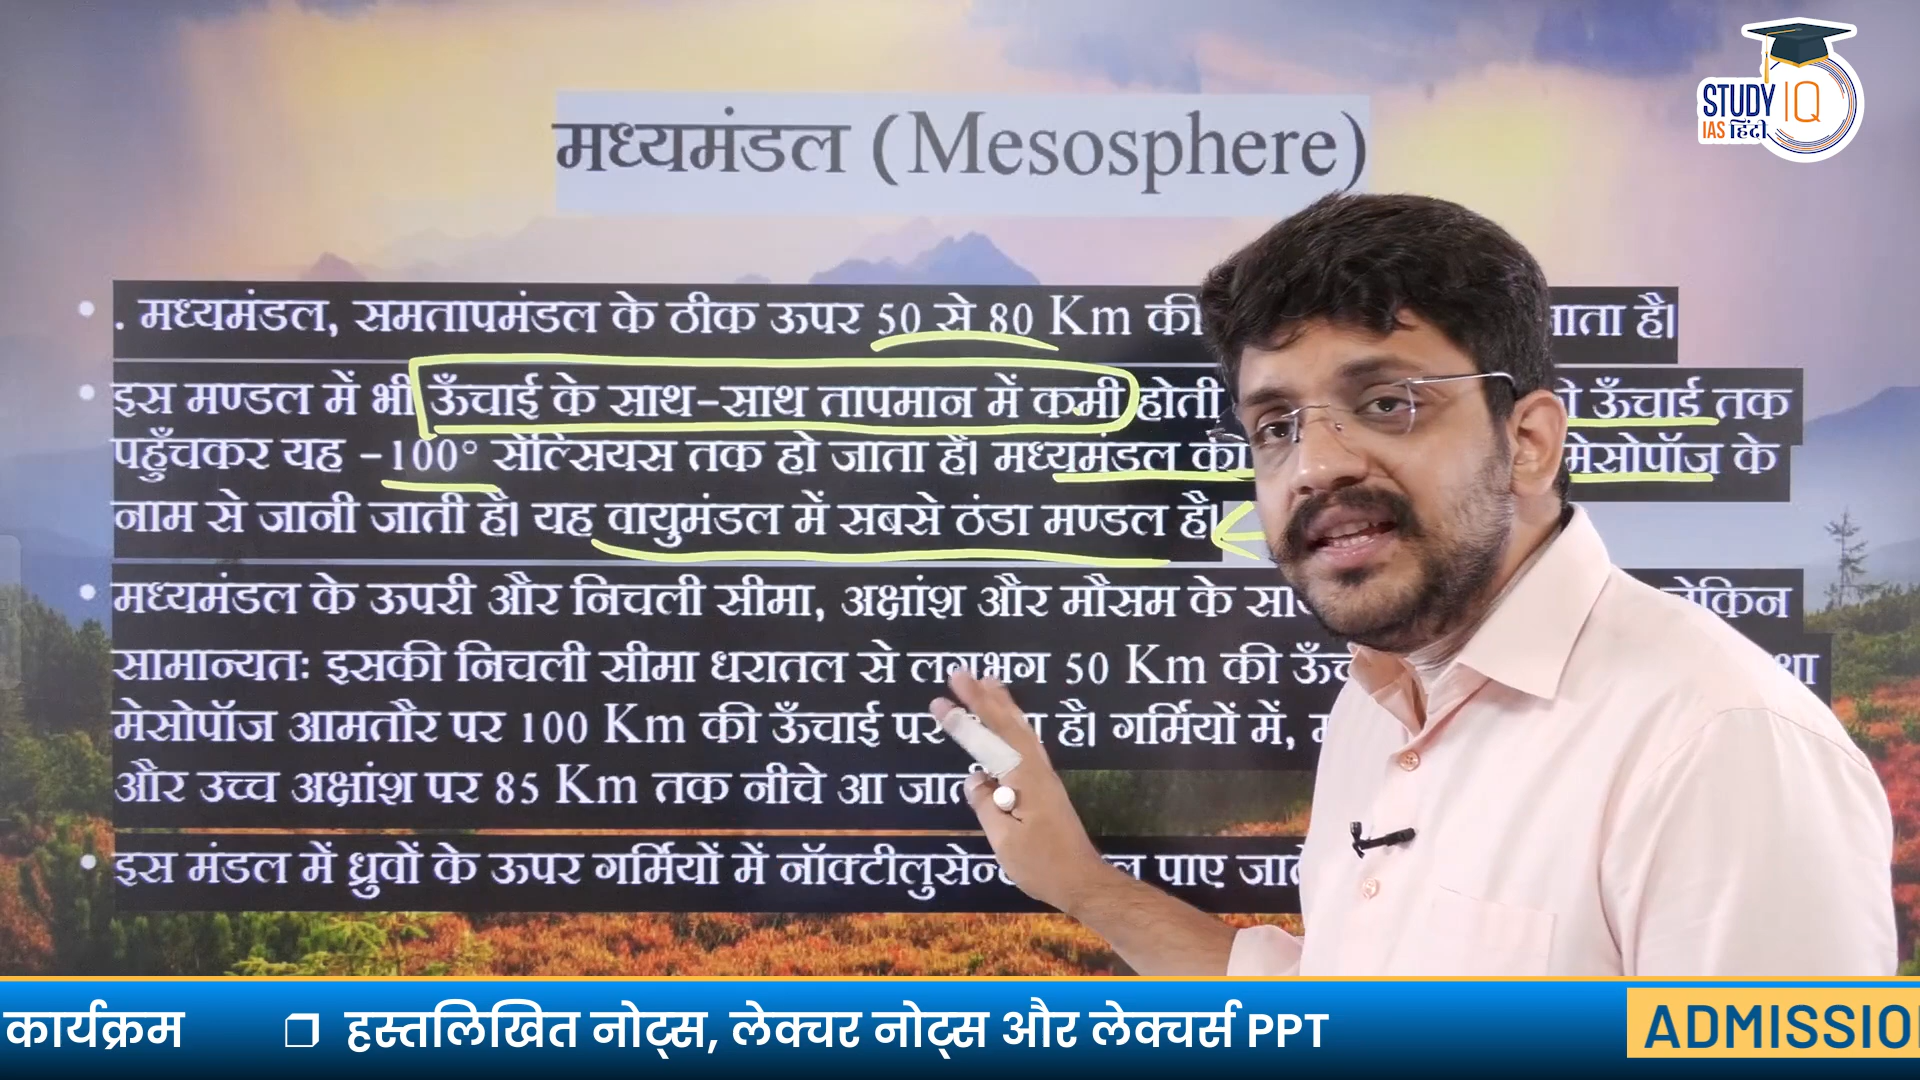 STUDY IQ
IAS हिंदी
मध्यमंडल (Mesosphere)
• . मध्यमंडल, समतापमंडल के ठीक ऊपर 50 से 80 Km की जाता है।
• इस मण्डल में भी ऊँचाई के साथ-साथ तापमान में कमी होती ऊँचाई तक
पहुँचकर यह -100° सेल्सियस तक हो जाता है। मध्यमंडल की मेसोपॉज के
नाम से जानी जाती है। यह वायुमंडल में सबसे ठंडा मण्डल है।
• मध्यमंडल के ऊपरी और निचली सीमा, अक्षांश और मौसम के लेकिन
सामान्यतः इसकी निचली सीमा धरातल से लगभग 50 Km की
मेसोपॉज आमतौर पर 100 Km की ऊँचाई पर है। गर्मियों में,
और उच्च अक्षांश पर 85 Km तक नीचे आ
• इस मंडल में ध्रुवों के ऊपर गर्मियों में पाए
कार्यक्रम ❒ हस्तलिखित नोट्स, लेक्चर नोट्स और लेक्चर्स PPT